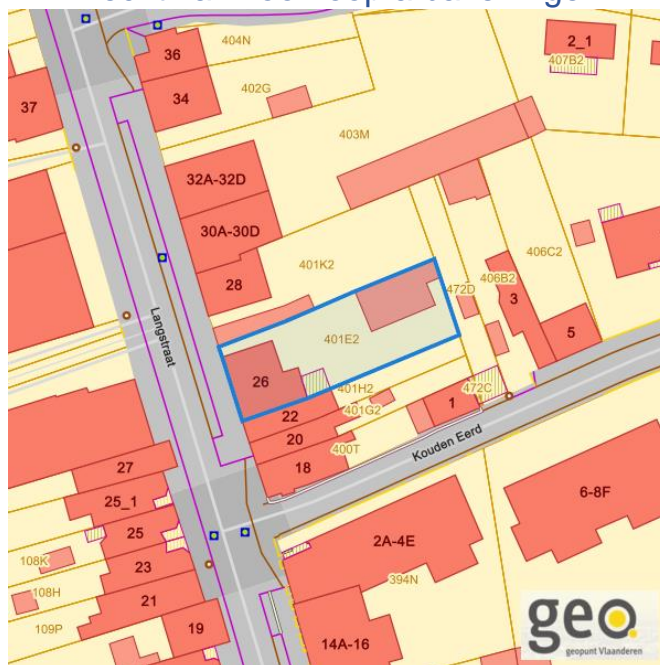 36
404N
2_1
407B2
37
34
402G
403M
32A-32D
30A-30D
406C2
28
401K2
472D
406B2
3
5
Langstraat
401E2
26
401H2
472C
22
401G2
1
20
400T
18
Kouden Eerd
27
25_1
25
6-8F
2A-4E
108K
23
394N
108H
21
109P
19
14A-16
geo
geopunt Vlaanderen